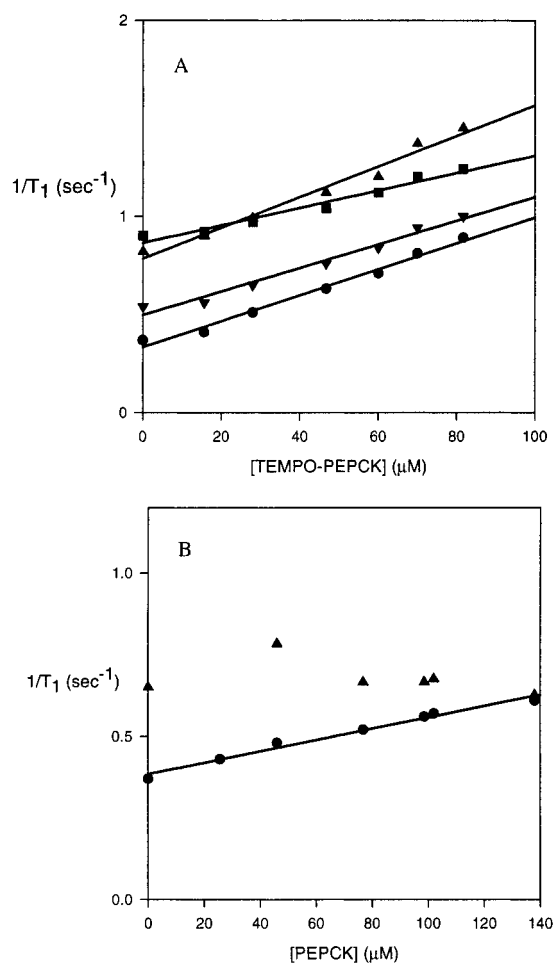 A
2
1
0
1/T1 (sec-1)
0 20 40 60 80 100
[TEMPO-PEPCK] (μM)
B
1.0
0.5
0.0
1/T1 (sec-1)
0 20 40 60 80 100 120 140
[PEPCK] (μM)